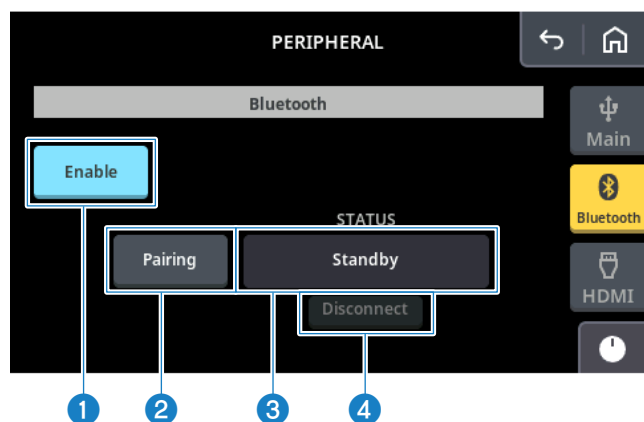 PERIPHERAL
Bluetooth
Main
Enable
Bluetooth
STATUS
Pairing
Standby
HDMI
Disconnect
1
2
3
4